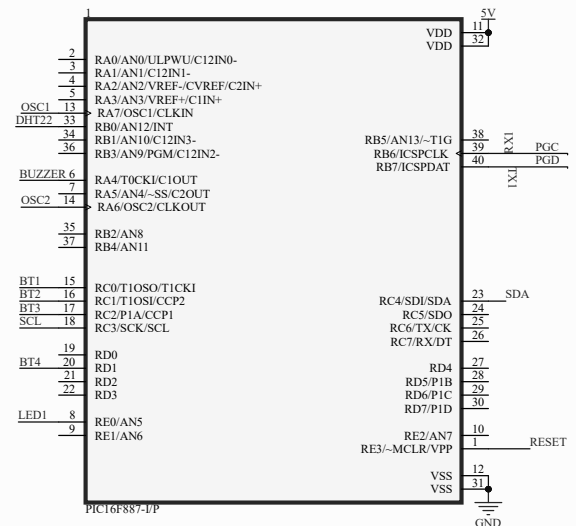 1
5V
11 VDD
32 VDD
2 RA0/AN0/ULPWU/C12IN0-
3 RA1/AN1/C12IN1-
4 RA2/AN2/VREF-/CVREF/C2IN+
5 RA3/AN3/VREF+/C1IN+
OSC1 13 RA7/OSC1/CLKIN
DHT22 33 RB0/AN12/INT
34 RB1/AN10/C12IN3-
36 RB3/AN9/PGM/C12IN2-
RB5/AN13/~T1G 38
RB6/ICSPCLK 39 RX1 PGC
RB7/ICSPDAT 40 TX1 PGD
BUZZER 6 RA4/T0CKI/C1OUT
7 RA5/AN4/~SS/C2OUT
OSC2 14 RA6/OSC2/CLKOUT
35 RB2/AN8
37 RB4/AN11
BT1 15 RC0/T1OSO/T1CKI
BT2 16 RC1/T1OSI/CCP2
BT3 17 RC2/P1A/CCP1
SCL 18 RC3/SCK/SCL
RC4/SDI/SDA 23 SDA
RC5/SDO 24
RC6/TX/CK 25
RC7/RX/DT 26
19 RD0
BT4 20 RD1
21 RD2
22 RD3
RD4 27
RD5/P1B 28
RD6/P1C 29
RD7/P1D 30
LED1 8 RE0/AN5
9 RE1/AN6
RE2/AN7 10
RE3/~MCLR/VPP 1 RESET
VSS 12
VSS 31
PIC16F887-I/P
GND